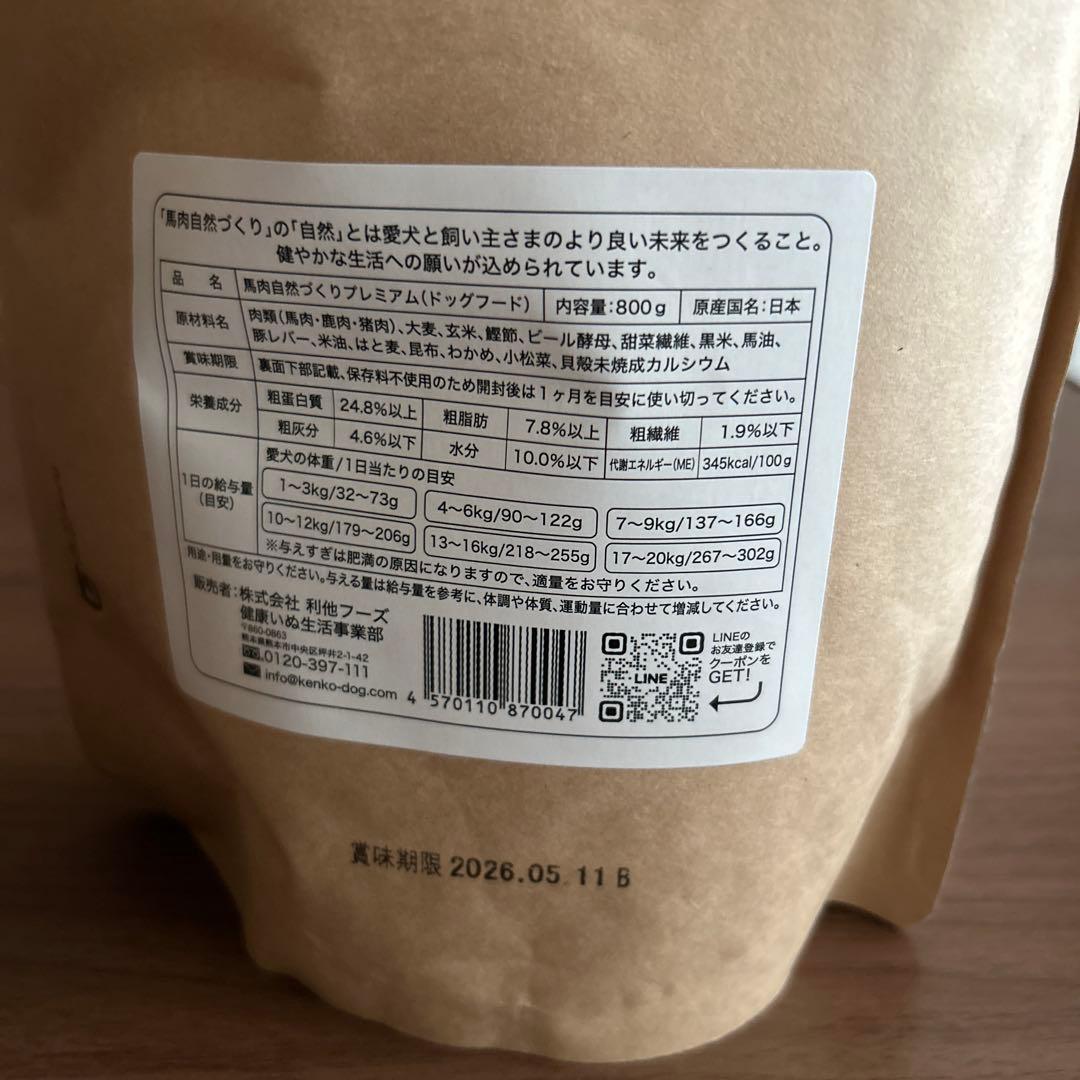 「馬肉自然づくり」の「自然」とは愛犬と飼い主さまのより良い未来をつくること。
健やかな生活への願いが込められています。
品 名 馬肉自然づくりプレミアム(ドッグフード) 内容量:800g 原産国名:日本
原材料名 肉類(馬肉・鹿肉・猪肉)、大麦、玄米、鰹節、ビール酵母、甜菜繊維、黒米、馬油、
豚レバー、米油、はと麦、昆布、わかめ、小松菜、貝殻未焼成カルシウム
賞味期限 裏面下部記載、保存料不使用のため開封後は1ヶ月を目安に使い切ってください。
栄養成分 粗蛋白質 24.8%以上 粗脂肪 7.8%以上 粗繊維 1.9%以下
粗灰分 4.6%以下 水分 10.0%以下 代謝エネルギー(ME) 345kcal/100g
1日の給与量
(目安)
愛犬の体重/1日当たりの目安
1〜3kg/32〜73g 4〜6kg/90〜122g 7〜9kg/137〜166g
10〜12kg/179〜206g 13〜16kg/218〜255g 17〜20kg/267〜302g
※与えすぎは肥満の原因になりますので、適量をお守りください。
用途・用量をお守りください。与える量は給与量を参考に、体調や体質、運動量に合わせて増減してください。
販売者:株式会社 利他フーズ
健康いぬ生活事業部
〒860-0863
熊本県熊本市中央区坪井2-1-42
0120-397-111
info@kenko-dog.com
4 570110 870047
LINE
LINEの
お友達登録で
クーポンを
GET!
賞味期限 2026.05.11 B